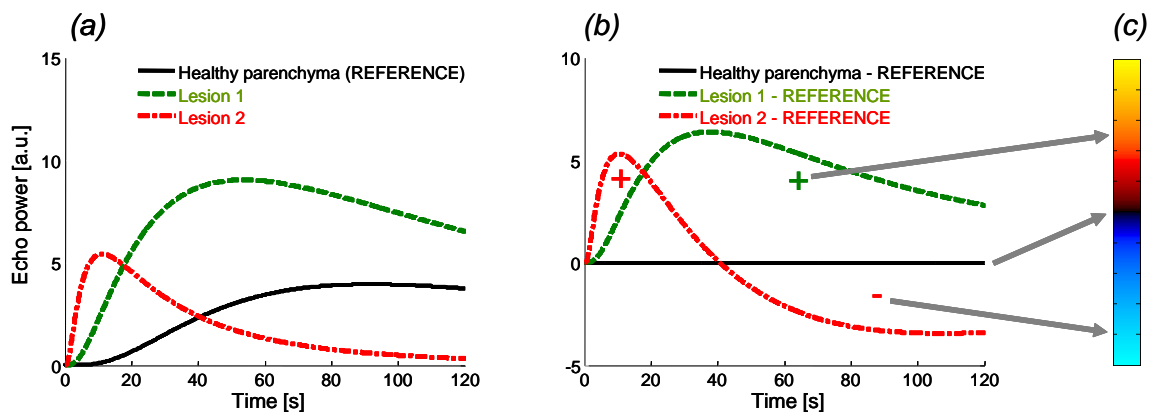 (a)
15
10
5
0
0 20 40 60 80 100 120
Echo power [a.u.]
Time [s]
Healthy parenchyma (REFERENCE)
Lesion 1
Lesion 2
(b)
10
5
0
-5
0 20 40 60 80 100 120
Time [s]
Healthy parenchyma - REFERENCE
Lesion 1 - REFERENCE
Lesion 2 - REFERENCE
+
+
-
(c)